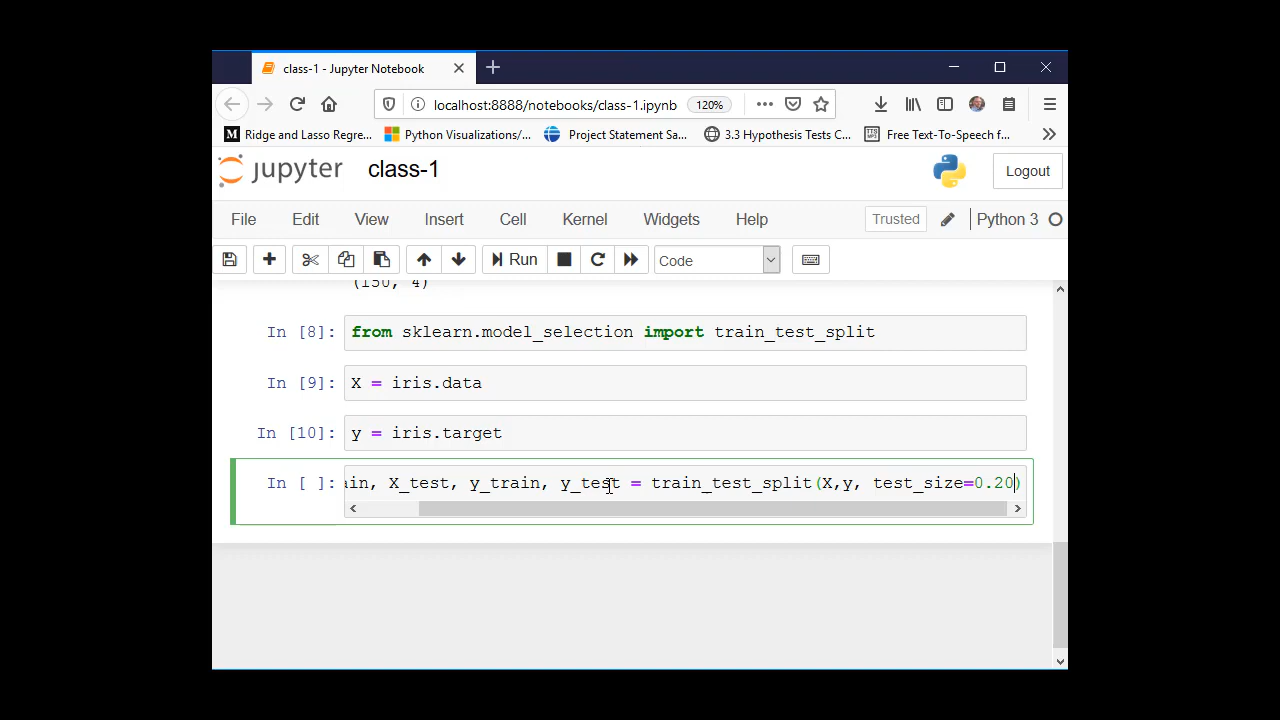 class-1 - Jupyter Notebook
localhost:8888/notebooks/class-1.ipynb 120%
Ridge and Lasso Regre... Python Visualizations/... Project Statement Sa... 3.3 Hypothesis Tests C... Free Text-To-Speech f...
jupyter class-1 Logout
File Edit View Insert Cell Kernel Widgets Help Trusted Python 3
Run Code
(150, 4)
In [8]: from sklearn.model_selection import train_test_split
In [9]: X = iris.data
In [10]: y = iris.target
In [ ]: ain, X_test, y_train, y_test = train_test_split(X,y, test_size=0.20)